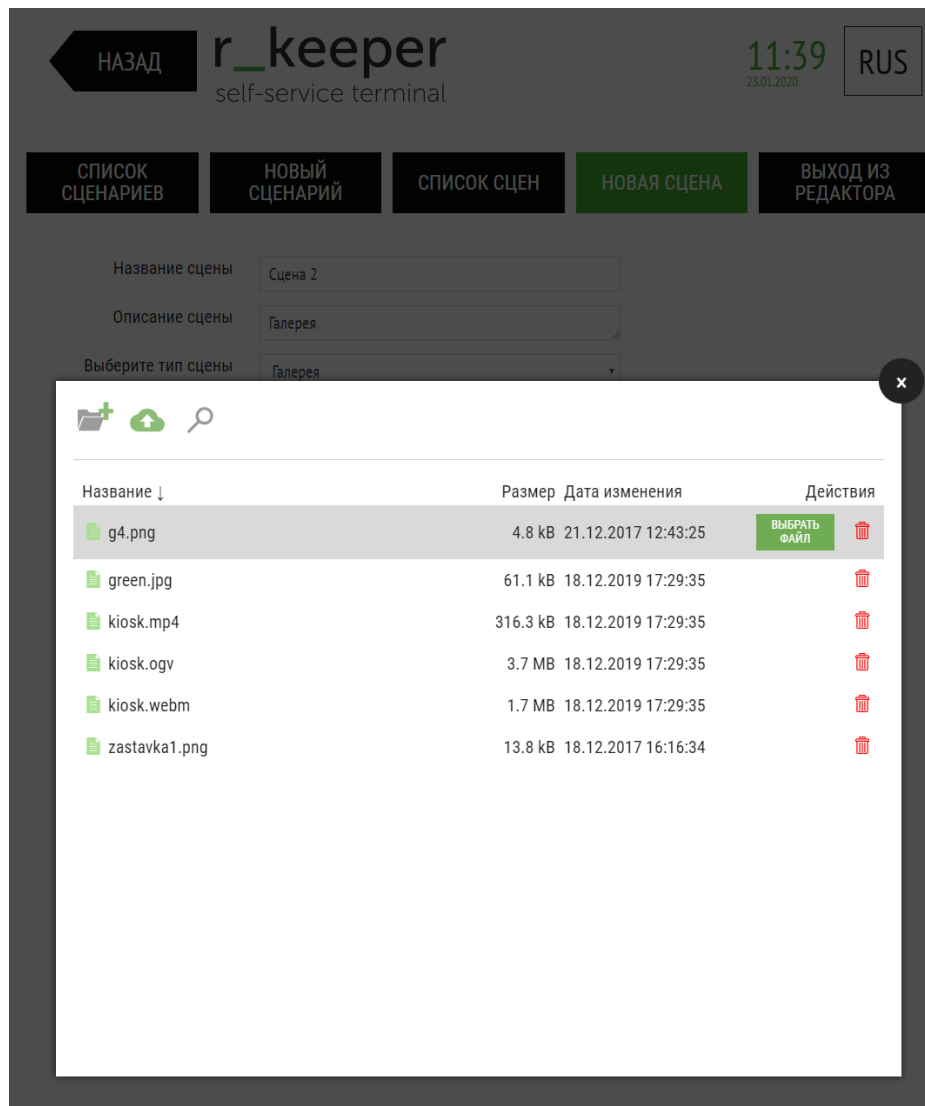 НАЗАД
r_keeper
self-service terminal
11:39
23.01.2020
RUS
СПИСОК
СЦЕНАРИЕВ
НОВЫЙ
СЦЕНАРИЙ
СПИСОК СЦЕН
НОВАЯ СЦЕНА
ВЫХОД ИЗ
РЕДАКТОРА
Название сцены
Сцена 2
Описание сцены
Галерея
Выберите тип сцены
Галерея
x
Название ↓ Размер Дата изменения Действия
g4.png 4.8 kB 21.12.2017 12:43:25
ВЫБРАТЬ
ФАЙЛ
green.jpg 61.1 kB 18.12.2019 17:29:35
kiosk.mp4 316.3 kB 18.12.2019 17:29:35
kiosk.ogv 3.7 MB 18.12.2019 17:29:35
kiosk.webm 1.7 MB 18.12.2019 17:29:35
zastavka1.png 13.8 kB 18.12.2017 16:16:34